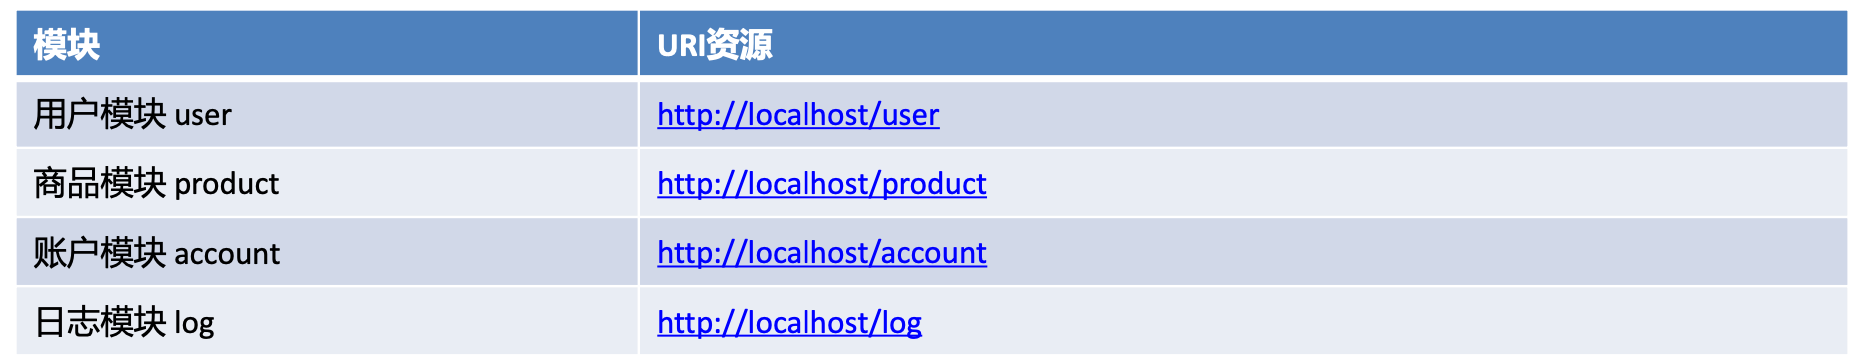 模块 URI资源
用户模块 user http://localhost/user
商品模块 product http://localhost/product
账户模块 account http://localhost/account
日志模块 log http://localhost/log